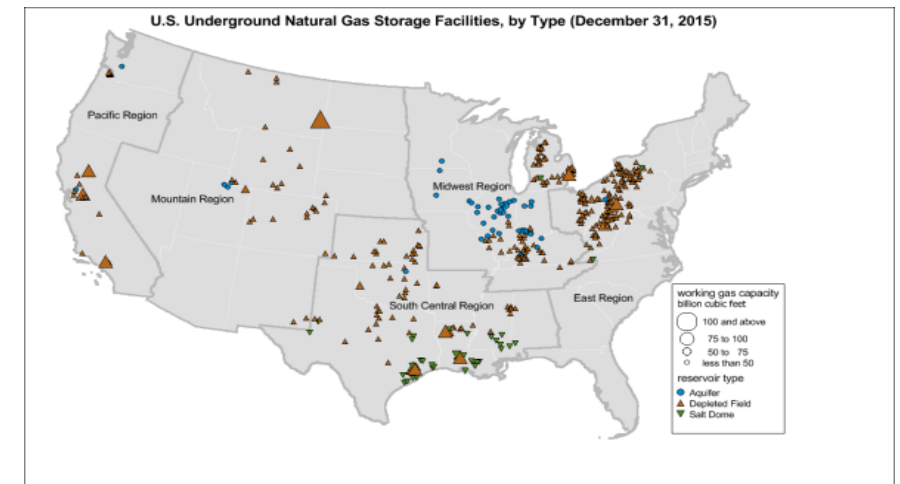 U.S. Underground Natural Gas Storage Facilities, by Type (December 31, 2015)
Pacific Region
Mountain Region
Midwest Region
South Central Region
East Region
working gas capacity
billion cubic feet
100 and above
75 to 100
50 to 75
less than 50
reservoir type
Aquifer
Depleted Field
Salt Dome